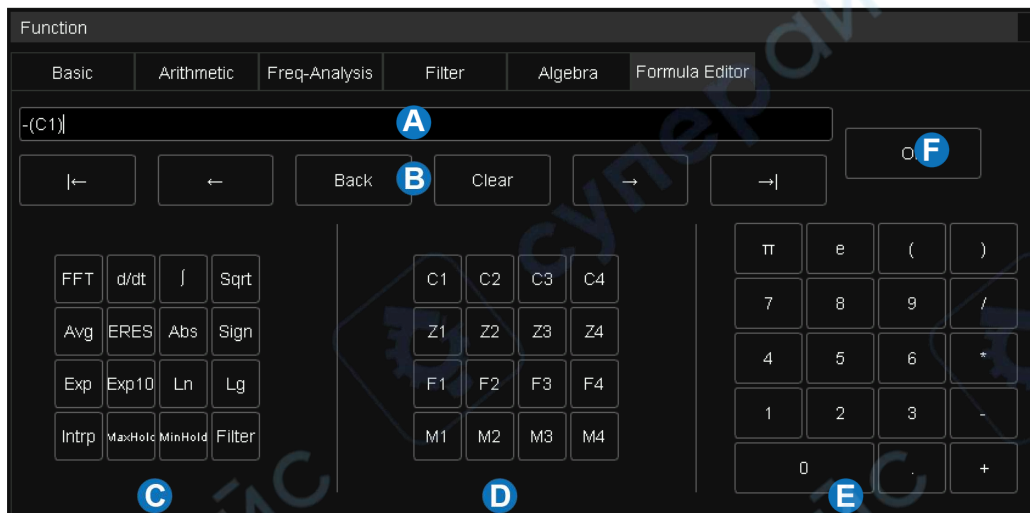 Function
Basic Arithmetic Freq-Analysis Filter Algebra Formula Editor
-(C1)
A
F
|← ← Back B Clear → →|
π e ( )
FFT d/dt ∫ Sqrt C1 C2 C3 C4
7 8 9 /
Avg ERES Abs Sign Z1 Z2 Z3 Z4
4 5 6 *
Exp Exp10 Ln Lg F1 F2 F3 F4
1 2 3 -
Intrp MaxHold MinHold Filter M1 M2 M3 M4
0 . +
C D E